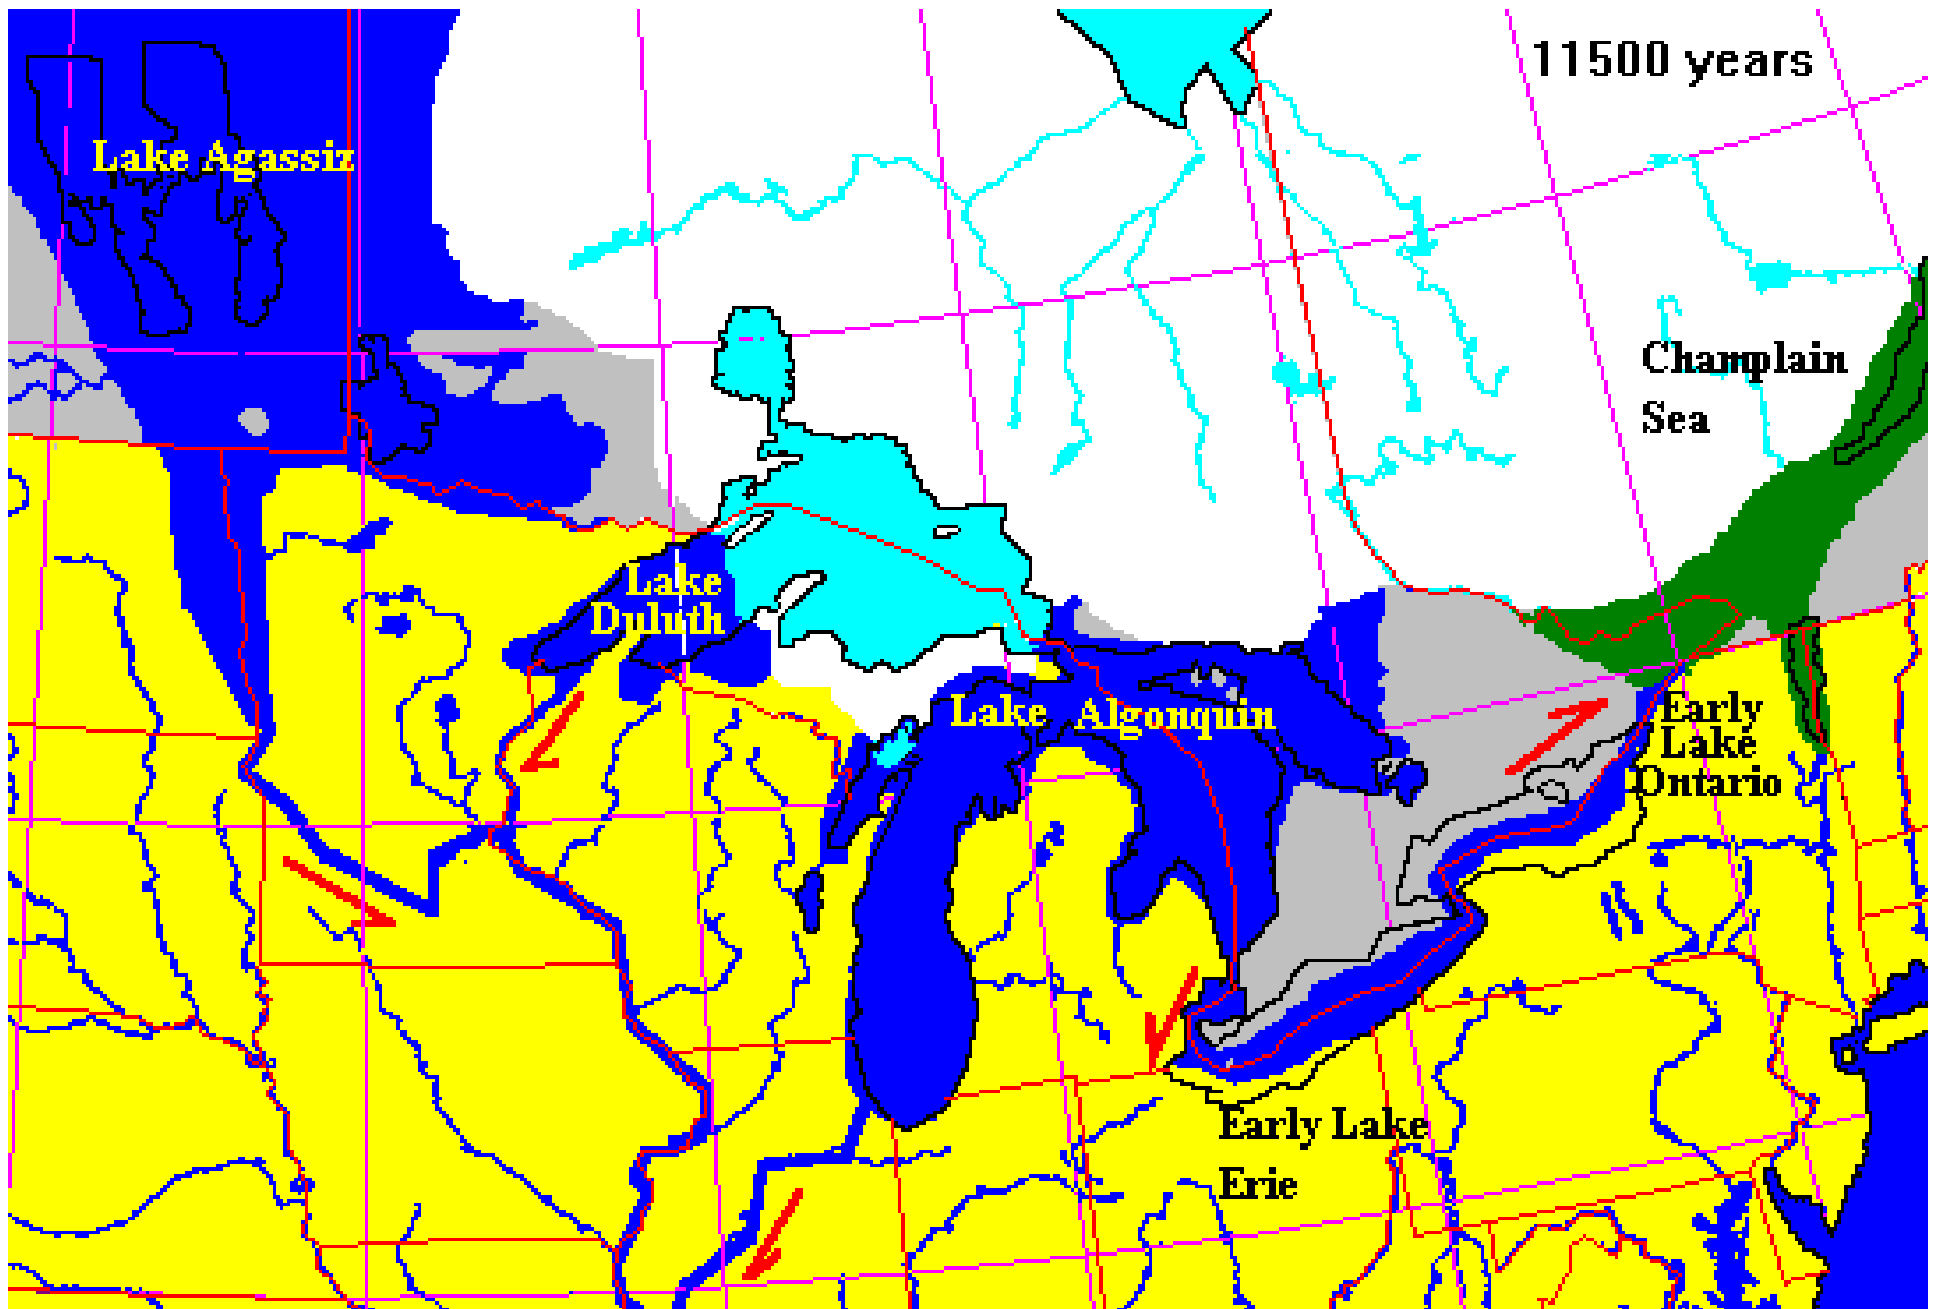 11500 years
Lake Agassiz
Champlain
Sea
Lake
Duluth
Lake Algonquin
Early
Lake
Ontario
Early Lake
Erie